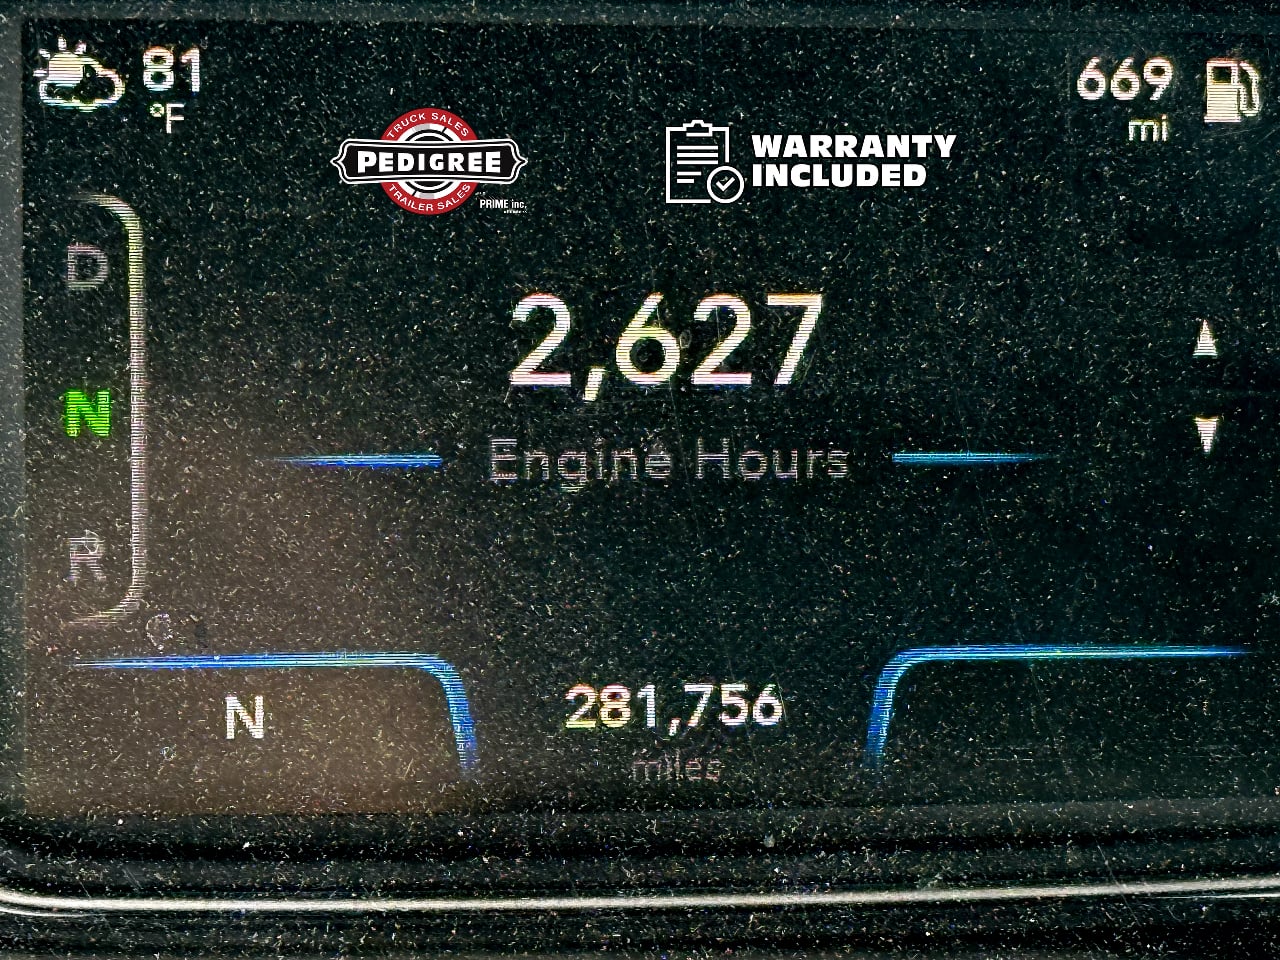 81
°F
669
mi
TRUCK SALES
PEDIGREE
TRAILER SALES
PRIME inc.
WARRANTY
INCLUDED
D
2,627
N
Engine Hours
R
N
281,756
miles